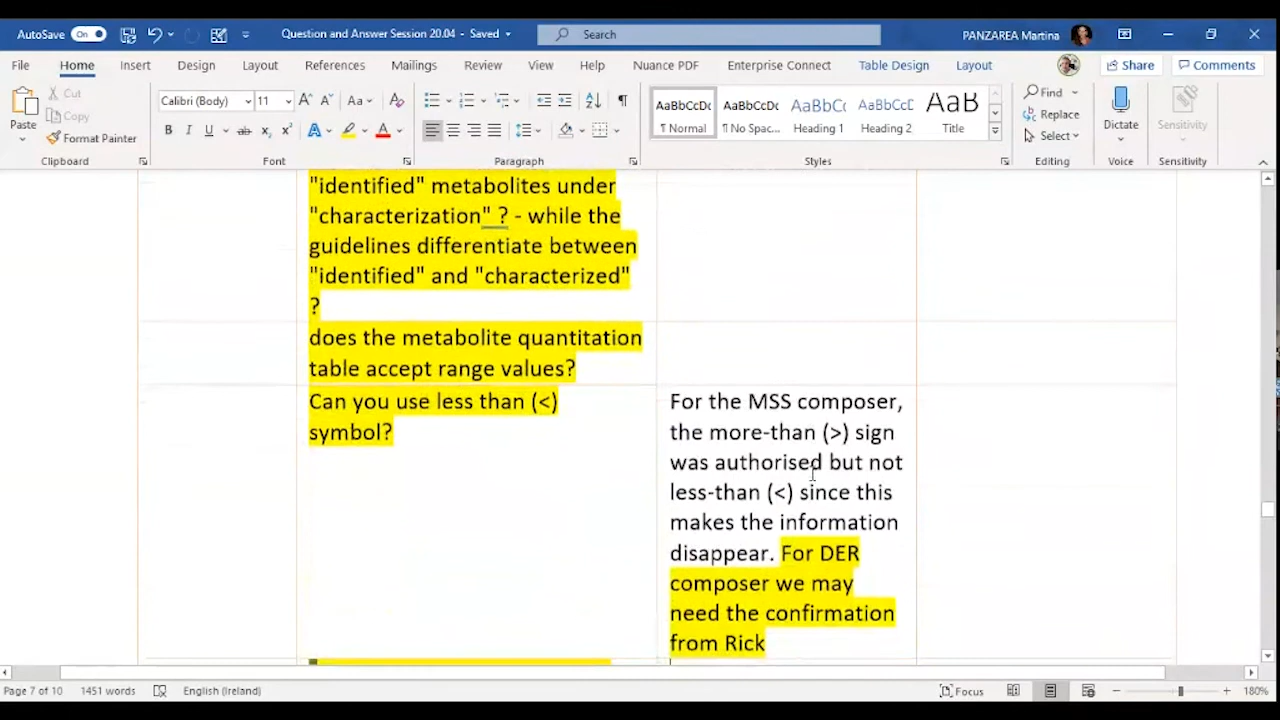 AutoSave On
Question and Answer Session 20.04 - Saved
Search
PANZAREA Martina
File Home Insert Design Layout References Mailings Review View Help Nuance PDF Enterprise Connect Table Design Layout
Share Comments
Paste
Cut
Copy
Format Painter
Clipboard
Calibri (Body) 11
Font
Paragraph
AaBbCcDc AaBbCcDc AaBbCc AaBbCcD AaB
¶ Normal ¶ No Spac... Heading 1 Heading 2 Title
Styles
Find
Replace
Select
Editing
Dictate
Voice
Sensitivity
Sensitivity
"identified" metabolites under
"characterization" ? - while the
guidelines differentiate between
"identified" and "characterized"
?
does the metabolite quantitation
table accept range values?
Can you use less than (<)
symbol?
For the MSS composer,
the more-than (>) sign
was authorised but not
less-than (<) since this
makes the information
disappear. For DER
composer we may
need the confirmation
from Rick
Page 7 of 10 1451 words English (Ireland) Focus 180%